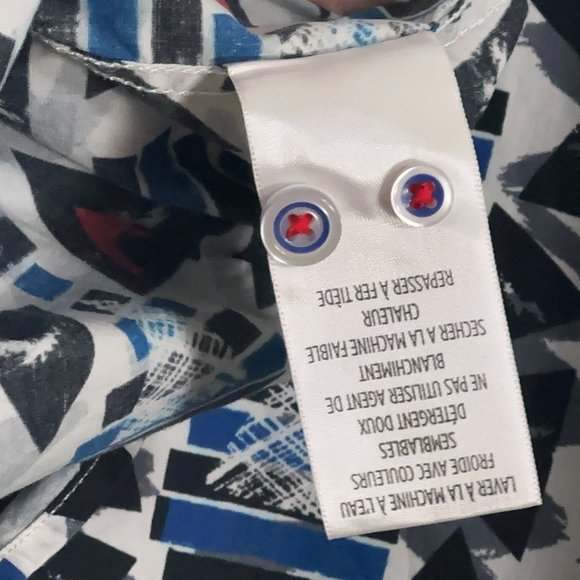 LAVER À LA MACHINE À L'EAU
FROIDE AVEC COULEURS
SEMBLABLES
DÉTERGENT DOUX
NE PAS UTILISER AGENT DE
BLANCHIMENT
SÉCHER À LA MACHINE FAIBLE
CHALEUR
REPASSER À FER TIÈDE